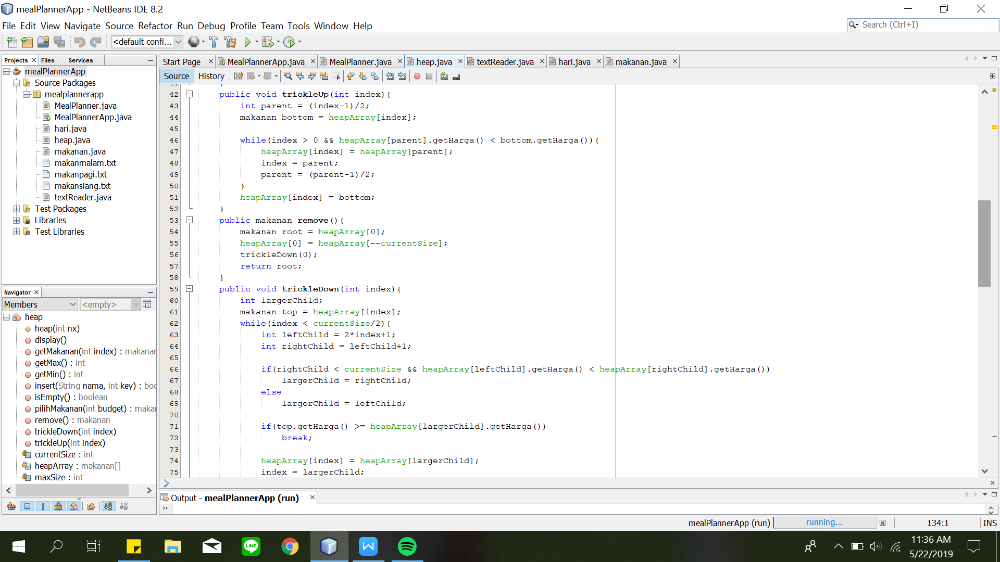 mealPlannerApp - NetBeans IDE 8.2
File Edit View Navigate Source Refactor Run Debug Profile Team Tools Window Help
Search (Ctrl+I)
<default confi...
Projects Files Services
mealPlannerApp
Source Packages
mealplannerapp
MealPlanner.java
MealPlannerApp.java
hari.java
heap.java
makanan.java
makanmalam.txt
makanpagi.txt
makansiang.txt
textReader.java
Test Packages
Libraries
Test Libraries
Navigator
Members <empty>
heap
heap(int nx)
display()
getMakanan(int index) : makanan
getMax() : int
getMin() : int
insert(String nama, int key) : boo
isEmpty() : boolean
pilihMakanan(int budget) : makar
remove() : makanan
trickleDown(int index)
trickleUp(int index)
currentSize : int
heapArray : makanan[]
maxSize : int
Start Page MealPlannerApp.java MealPlanner.java heap.java textReader.java hari.java makanan.java
Source History
42 public void trickleUp(int index){
43 int parent = (index-1)/2;
44 makanan bottom = heapArray[index];
45
46 while(index > 0 && heapArray[parent].getHarga() < bottom.getHarga()){
47 heapArray[index] = heapArray[parent];
48 index = parent;
49 parent = (parent-1)/2;
50 }
51 heapArray[index] = bottom;
52 }
53 public makanan remove(){
54 makanan root = heapArray[0];
55 heapArray[0] = heapArray[--currentSize];
56 trickleDown(0);
57 return root;
58 }
59 public void trickleDown(int index){
60 int largerChild;
61 makanan top = heapArray[index];
62 while(index < currentSize/2){
63 int leftChild = 2*index+1;
64 int rightChild = leftChild+1;
65
66 if(rightChild < currentSize && heapArray[leftChild].getHarga() < heapArray[rightChild].getHarga())
67 largerChild = rightChild;
68 else
69 largerChild = leftChild;
70
71 if(top.getHarga() >= heapArray[largerChild].getHarga())
72 break;
73
74 heapArray[index] = heapArray[largerChild];
75 index = largerChild;
Output - mealPlannerApp (run)
mealPlannerApp (run) running... 134:1 INS
LINE
11:36 AM
5/22/2019